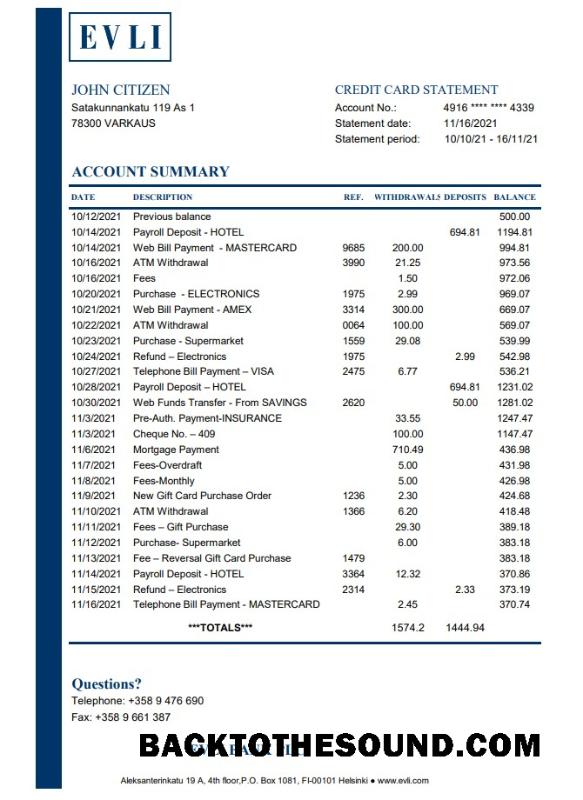 EVLI
JOHN CITIZEN
Satakunnankatu 119 As 1
78300 VARKAUS
CREDIT CARD STATEMENT
Account No.: 4916 **** **** 4339
Statement date: 11/16/2021
Statement period: 10/10/21 - 16/11/21
ACCOUNT SUMMARY
DATE DESCRIPTION REF. WITHDRAWALS DEPOSITS BALANCE
10/12/2021 Previous balance 500.00
10/14/2021 Payroll Deposit - HOTEL 694.81 1194.81
10/14/2021 Web Bill Payment - MASTERCARD 9685 200.00 994.81
10/16/2021 ATM Withdrawal 3990 21.25 973.56
10/16/2021 Fees 1.50 972.06
10/20/2021 Purchase - ELECTRONICS 1975 2.99 969.07
10/21/2021 Web Bill Payment - AMEX 3314 300.00 669.07
10/22/2021 ATM Withdrawal 0064 100.00 569.07
10/23/2021 Purchase - Supermarket 1559 29.08 539.99
10/24/2021 Refund – Electronics 1975 2.99 542.98
10/27/2021 Telephone Bill Payment – VISA 2475 6.77 536.21
10/28/2021 Payroll Deposit – HOTEL 694.81 1231.02
10/30/2021 Web Funds Transfer - From SAVINGS 2620 50.00 1281.02
11/3/2021 Pre-Auth. Payment-INSURANCE 33.55 1247.47
11/3/2021 Cheque No. – 409 100.00 1147.47
11/6/2021 Mortgage Payment 710.49 436.98
11/7/2021 Fees-Overdraft 5.00 431.98
11/8/2021 Fees-Monthly 5.00 426.98
11/9/2021 New Gift Card Purchase Order 1236 2.30 424.68
11/10/2021 ATM Withdrawal 1366 6.20 418.48
11/11/2021 Fees – Gift Purchase 29.30 389.18
11/12/2021 Purchase- Supermarket 6.00 383.18
11/13/2021 Fee – Reversal Gift Card Purchase 1479 383.18
11/14/2021 Payroll Deposit - HOTEL 3364 12.32 370.86
11/15/2021 Refund – Electronics 2314 2.33 373.19
11/16/2021 Telephone Bill Payment - MASTERCARD 2.45 370.74
***TOTALS*** 1574.2 1444.94
Questions?
Telephone: +358 9 476 690
Fax: +358 9 661 387
BACKTOTHESOUND.COM
Aleksanterinkatu 19 A, 4th floor,P.O. Box 1081, FI-00101 Helsinki ● www.evli.com